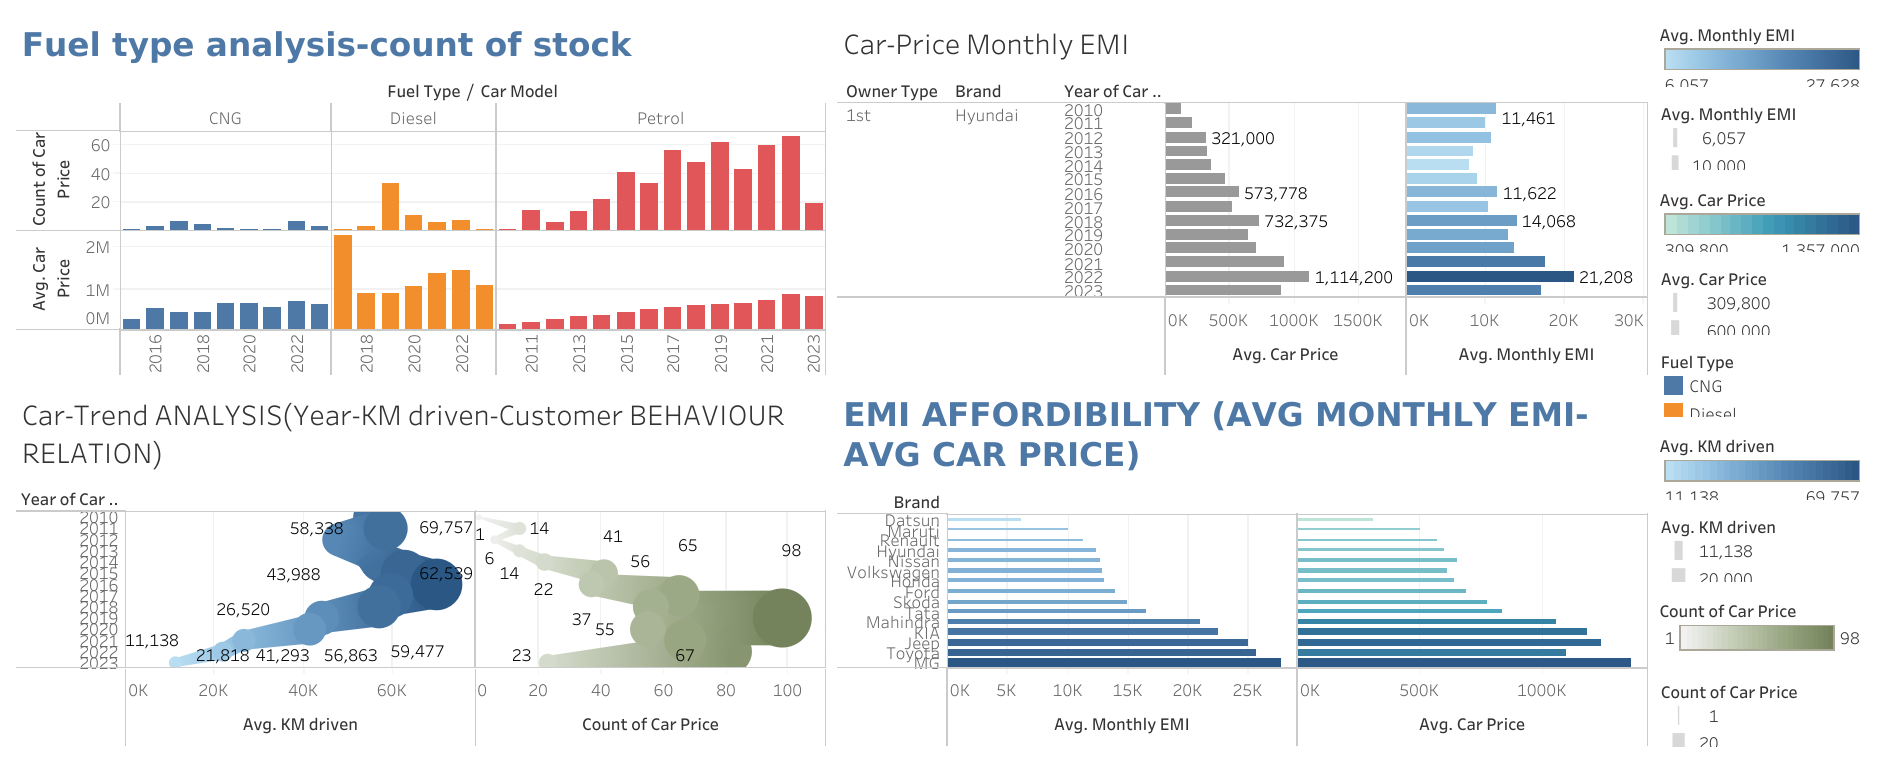 Fuel type analysis-count of stock
Fuel Type / Car Model
CNG
Diesel
Petrol
Count of Car
Price
60
40
20
Avg. Car
Price
2M
1M
0M
2016
2018
2020
2022
2018
2020
2022
2011
2013
2015
2017
2019
2021
2023
Car-Price Monthly EMI
Owner Type
Brand
Year of Car ..
1st
Hyundai
2010
2011
2012
2013
2014
2015
2016
2017
2018
2019
2020
2021
2022
2023
321,000
573,778
732,375
1,114,200
11,461
11,622
14,068
21,208
0K
500K
1000K
1500K
0K
10K
20K
30K
Avg. Car Price
Avg. Monthly EMI
Car-Trend ANALYSIS(Year-KM driven-Customer BEHAVIOUR
RELATION)
Year of Car ..
2010
2011
2012
2013
2014
2015
2016
2017
2018
2019
2020
2021
2022
2023
58,338
69,757
43,988
62,539
26,520
11,138
21,818
41,293
56,863
59,477
1
14
6
14
41
22
56
65
37
55
98
23
67
0K
20K
40K
60K
0
20
40
60
80
100
Avg. KM driven
Count of Car Price
EMI AFFORDIBILITY (AVG MONTHLY EMI-
AVG CAR PRICE)
Brand
Datsun
Maruti
Renault
Hyundai
Nissan
Volkswagen
Honda
Ford
Skoda
Tata
Mahindra
KIA
Jeep
Toyota
MG
0K
5K
10K
15K
20K
25K
0K
500K
1000K
Avg. Monthly EMI
Avg. Car Price
Avg. Monthly EMI
6,057
27,628
Avg. Monthly EMI
6,057
10,000
Avg. Car Price
309,800
1,357,000
Avg. Car Price
309,800
600,000
Fuel Type
CNG
Diesel
Avg. KM driven
11,138
69,757
Avg. KM driven
11,138
20,000
Count of Car Price
1
98
Count of Car Price
1
20